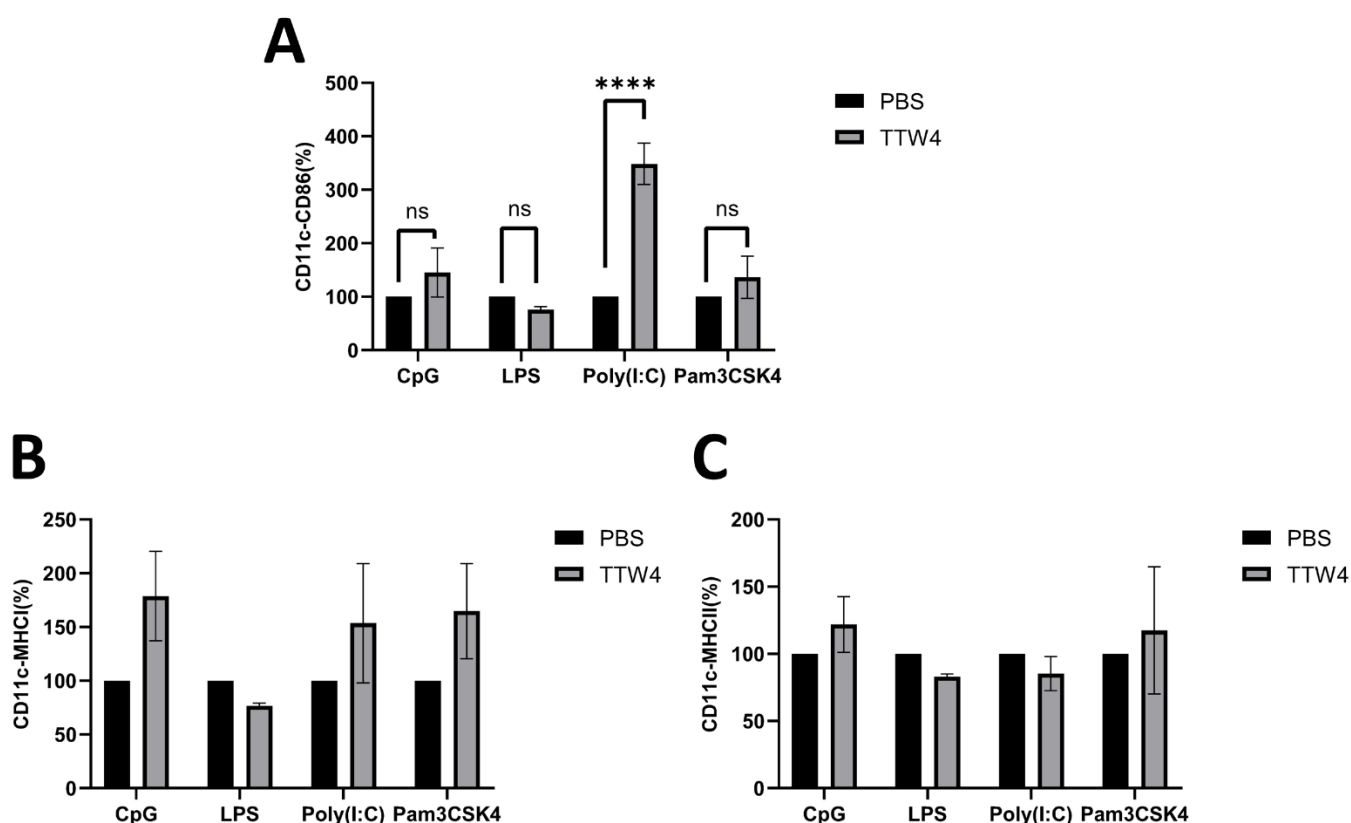 A
CD11c-CD86(%)
500
400
300
200
100
0
ns
ns
****
ns
CpG
LPS
Poly(I:C)
Pam3CSK4
PBS
TTW4
B
CD11c-MHCI(%)
250
200
150
100
50
0
CpG
LPS
Poly(I:C)
Pam3CSK4
PBS
TTW4
C
CD11c-MHCII(%)
200
150
100
50
0
CpG
LPS
Poly(I:C)
Pam3CSK4
PBS
TTW4